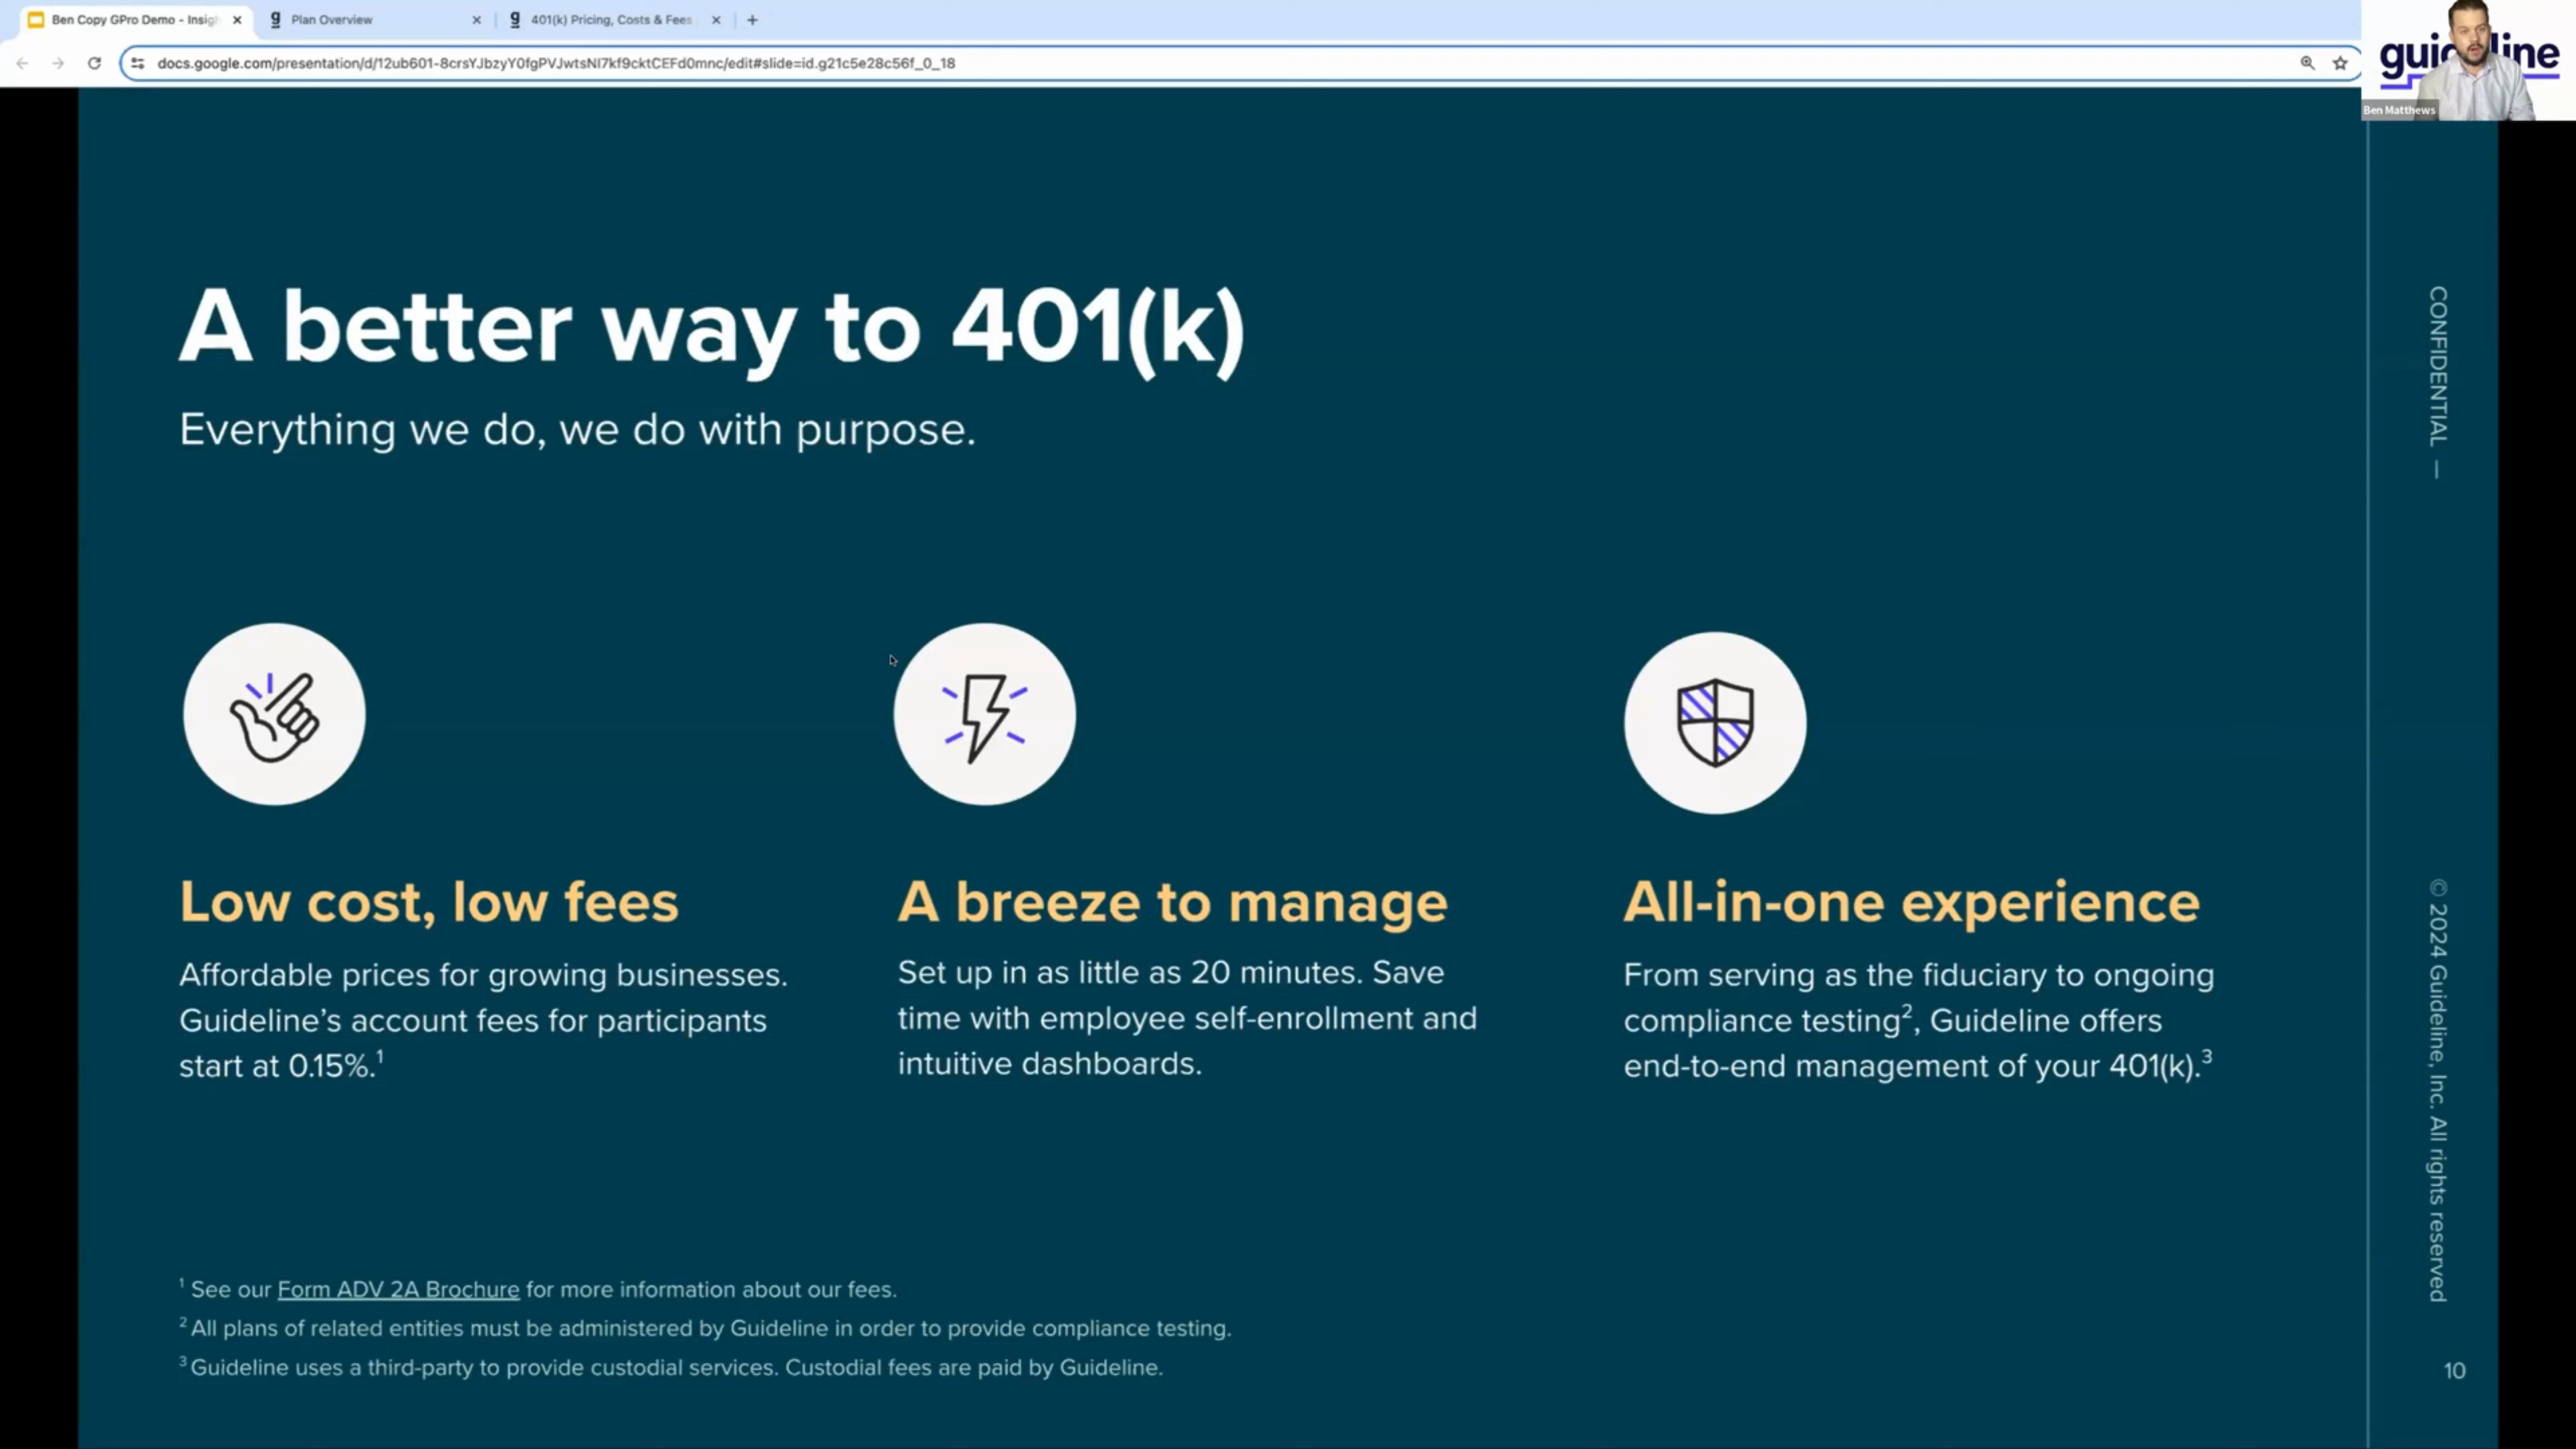 Ben Copy GPro Demo - Insig
Plan Overview
401(k) Pricing, Costs & Fees
docs.google.com/presentation/d/12ub601-8crsYJbzyY0fgPVJwtsNI7kf9cktCEFd0mnc/edit#slide=id.g21c5e28c56f_0_18
Ben Matthews
A better way to 401(k)
Everything we do, we do with purpose.
Low cost, low fees
Affordable prices for growing businesses.
Guideline’s account fees for participants
start at 0.15%.¹
A breeze to manage
Set up in as little as 20 minutes. Save
time with employee self-enrollment and
intuitive dashboards.
All-in-one experience
From serving as the fiduciary to ongoing
compliance testing², Guideline offers
end-to-end management of your 401(k).³
¹ See our Form ADV 2A Brochure for more information about our fees.
² All plans of related entities must be administered by Guideline in order to provide compliance testing.
³ Guideline uses a third-party to provide custodial services. Custodial fees are paid by Guideline.
CONFIDENTIAL —
© 2024 Guideline, Inc. All rights reserved
10